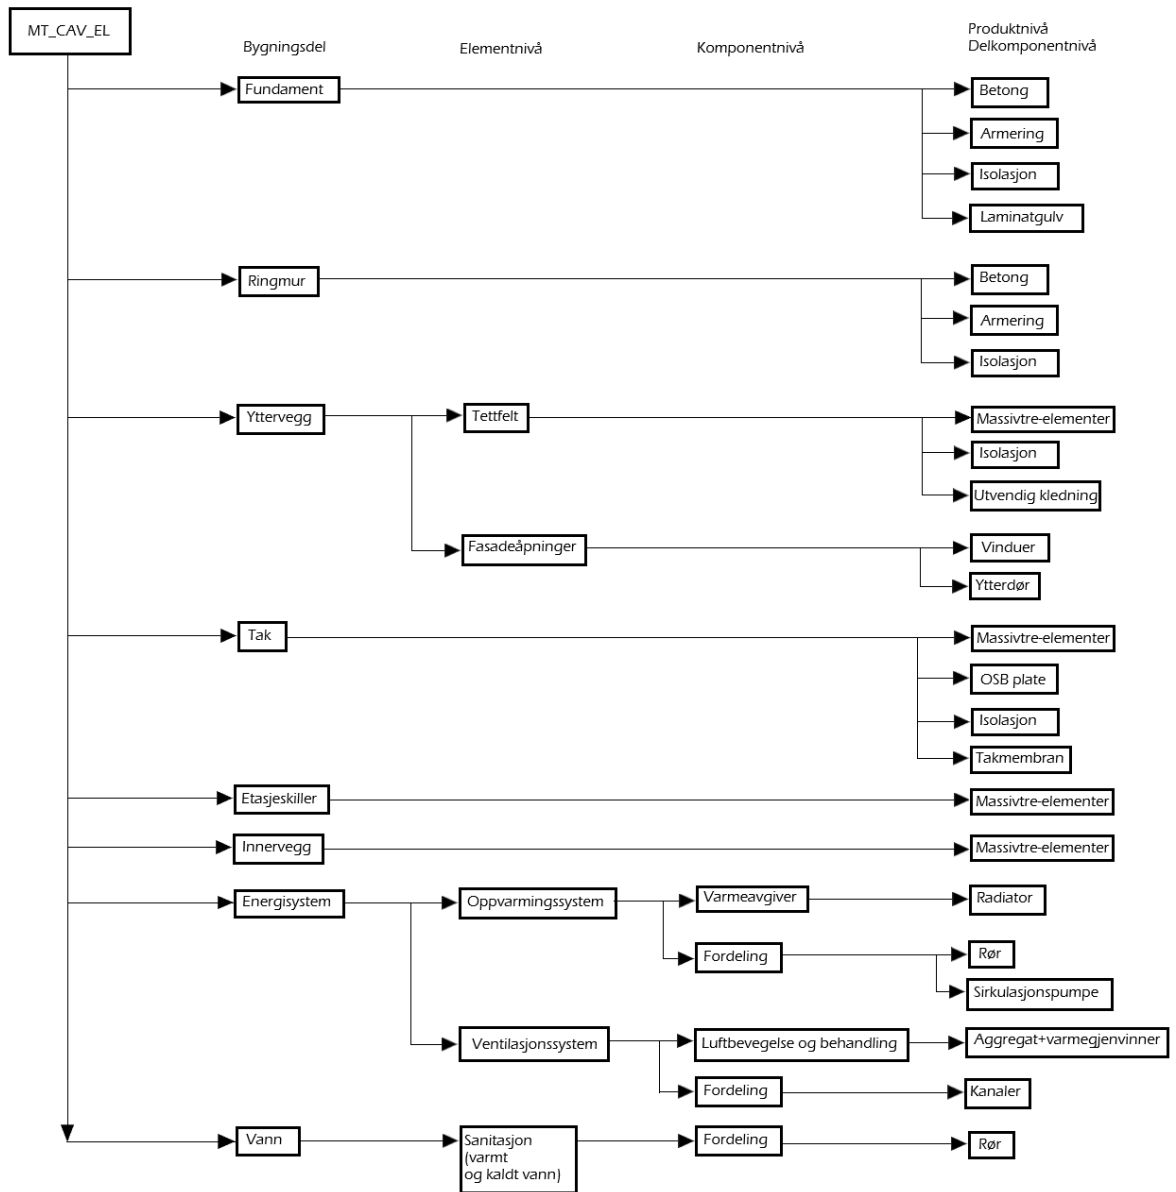 MT_CAV_EL
Bygningsdel
Elementnivå
Komponentnivå
Produktnivå
Delkomponentnivå
Fundament
Betong
Armering
Isolasjon
Laminatgulv
Ringmur
Betong
Armering
Isolasjon
Yttervegg
Tettfelt
Massivtre-elementer
Isolasjon
Utvendig kledning
Fasadeåpninger
Vinduer
Ytterdør
Tak
Massivtre-elementer
OSB plate
Isolasjon
Takmembran
Etasjeskiller
Massivtre-elementer
Innervegg
Massivtre-elementer
Energisystem
Oppvarmingssystem
Varmeavgiver
Radiator
Fordeling
Rør
Sirkulasjonspumpe
Ventilasjonssystem
Luftbevegelse og behandling
Aggregat+varmegjenvinner
Fordeling
Kanaler
Vann
Sanitasjon
(varmt
og kaldt vann)
Fordeling
Rør